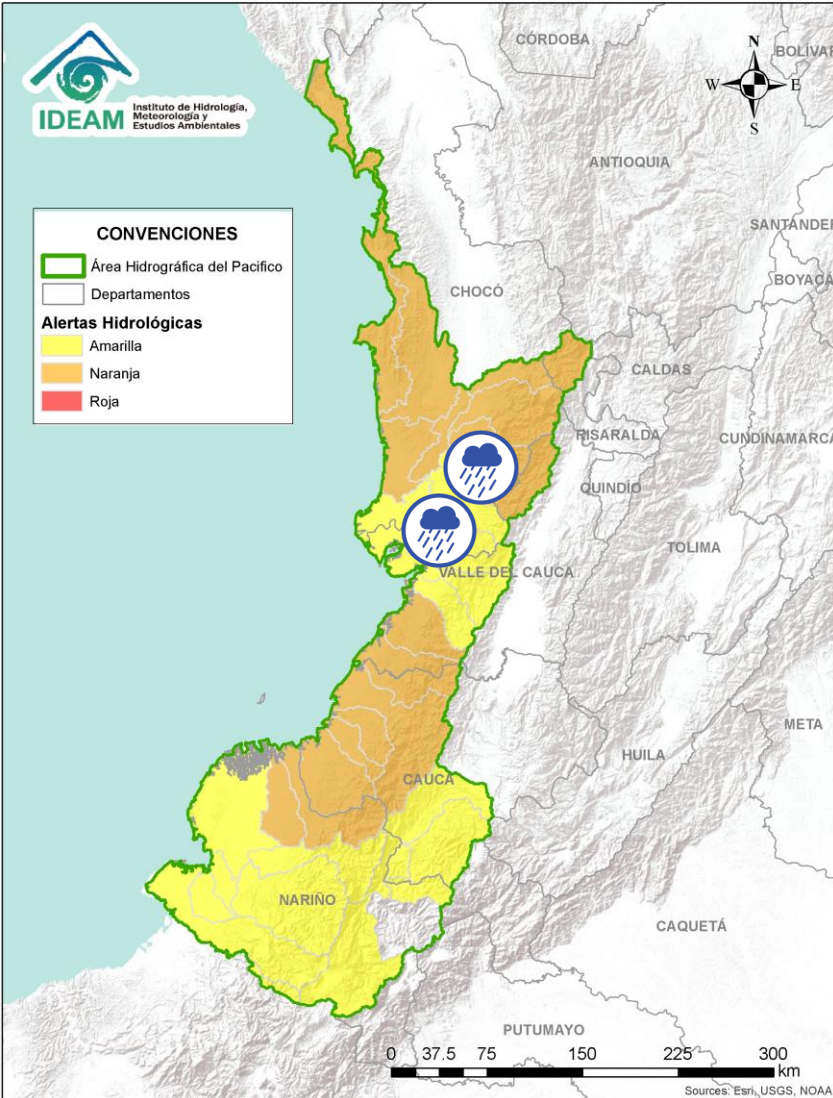 IDEAM
Instituto de Hidrología,
Meteorología y
Estudios Ambientales
CÓRDOBA
BOLÍVAR
N
W
E
S
ANTIOQUIA
SANTANDER
BOYACÁ
CONVENCIONES
Área Hidrográfica del Pacifico
Departamentos
Alertas Hidrológicas
Amarilla
Naranja
Roja
CHOCÓ
CALDAS
RISARALDA
CUNDINAMARCA
QUINDÍO
TOLIMA
VALLE DEL CAUCA
META
HUILA
CAUCA
NARIÑO
CAQUETÁ
PUTUMAYO
0 37.5 75 150 225 300
km
Sources: Esri, USGS, NOAA